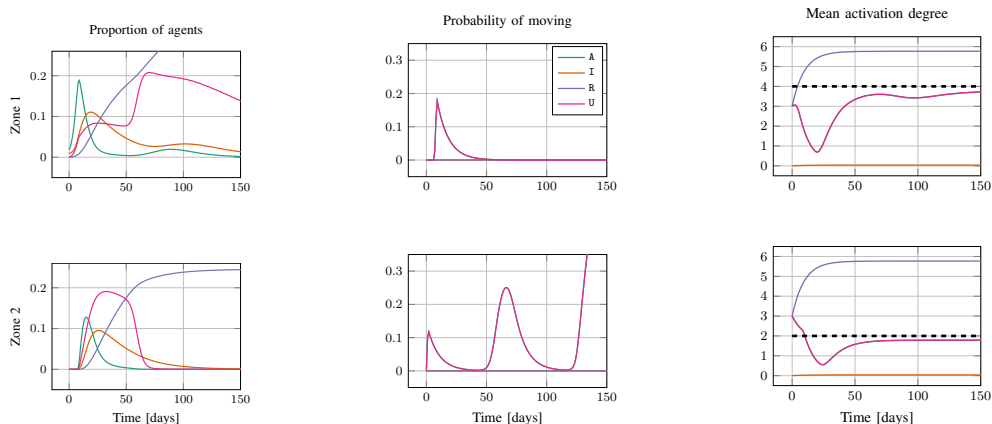 Proportion of agents
Probability of moving
Mean activation degree
Zone 1
0.2
0.1
0
0 50 100 150
0.3
0.2
0.1
0
0 50 100 150
A
I
R
U
6
5
4
3
2
1
0
0 50 100 150
Zone 2
0.2
0.1
0
0 50 100 150
Time [days]
0.3
0.2
0.1
0
0 50 100 150
Time [days]
6
5
4
3
2
1
0
0 50 100 150
Time [days]